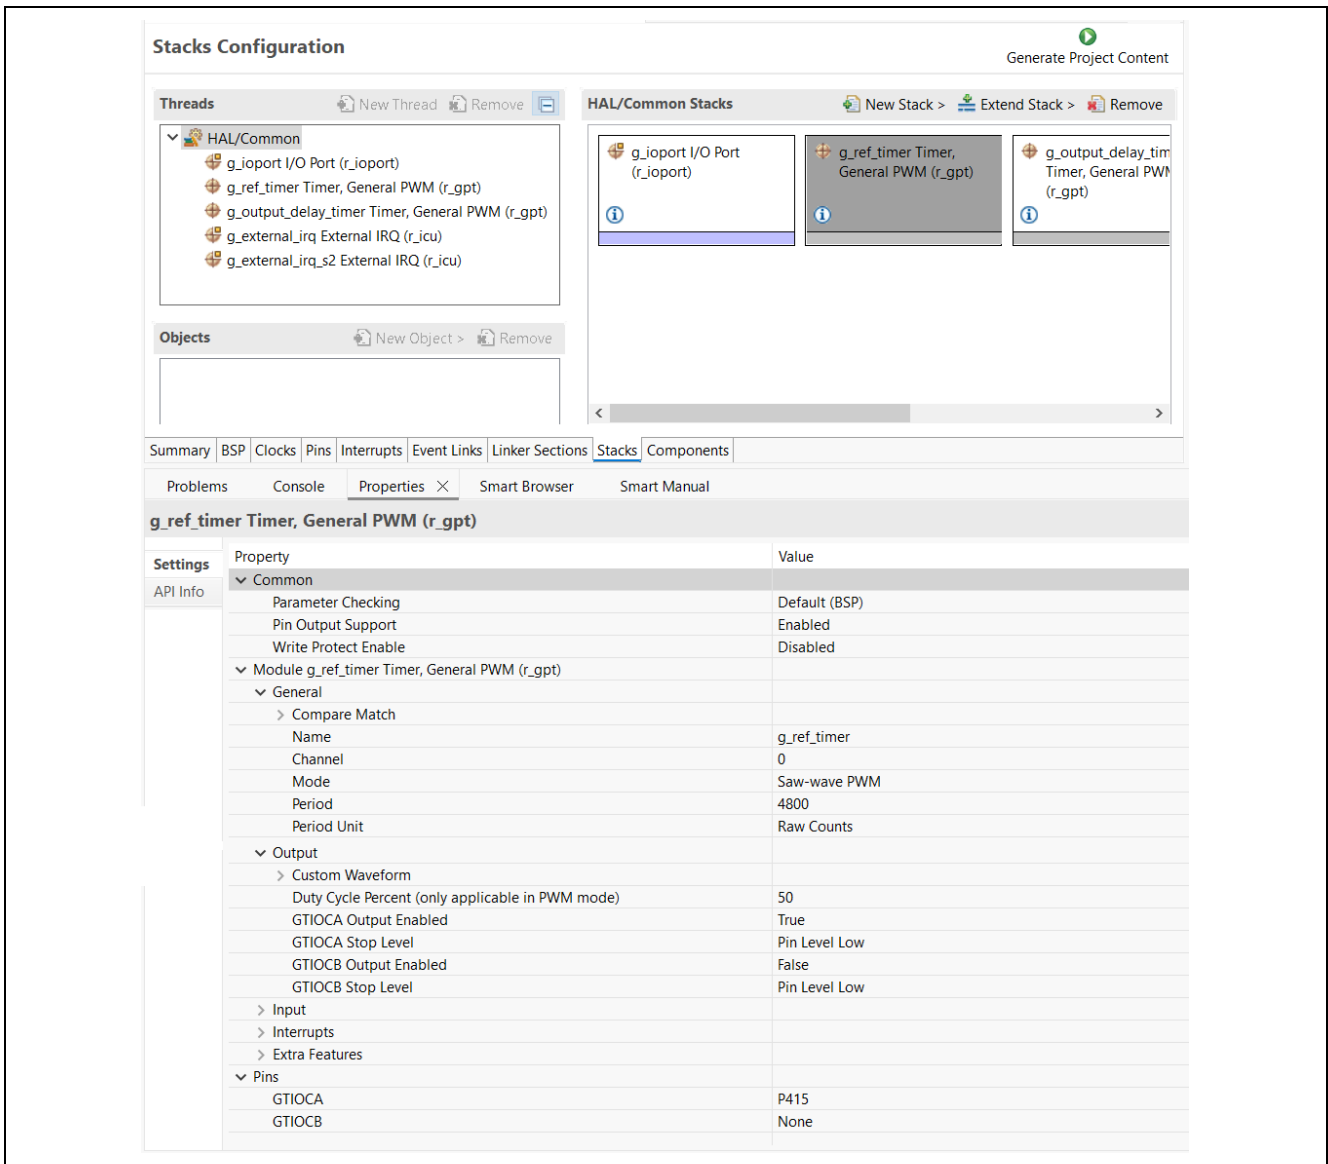 Stacks Configuration
Generate Project Content
Threads
New Thread
Remove
HAL/Common
g_ioport I/O Port (r_ioport)
g_ref_timer Timer, General PWM (r_gpt)
g_output_delay_timer Timer, General PWM (r_gpt)
g_external_irq External IRQ (r_icu)
g_external_irq_s2 External IRQ (r_icu)
Objects
New Object >
Remove
HAL/Common Stacks
New Stack >
Extend Stack >
Remove
g_ioport I/O Port
(r_ioport)
g_ref_timer Timer,
General PWM (r_gpt)
g_output_delay_tim
Timer, General PWM
(r_gpt)
Summary BSP Clocks Pins Interrupts Event Links Linker Sections Stacks Components
Problems Console Properties Smart Browser Smart Manual
g_ref_timer Timer, General PWM (r_gpt)
Settings
API Info
Property Value
Common
Parameter Checking Default (BSP)
Pin Output Support Enabled
Write Protect Enable Disabled
Module g_ref_timer Timer, General PWM (r_gpt)
General
Compare Match
Name g_ref_timer
Channel 0
Mode Saw-wave PWM
Period 4800
Period Unit Raw Counts
Output
Custom Waveform
Duty Cycle Percent (only applicable in PWM mode) 50
GTIOCA Output Enabled True
GTIOCA Stop Level Pin Level Low
GTIOCB Output Enabled False
GTIOCB Stop Level Pin Level Low
Input
Interrupts
Extra Features
Pins
GTIOCA P415
GTIOCB None